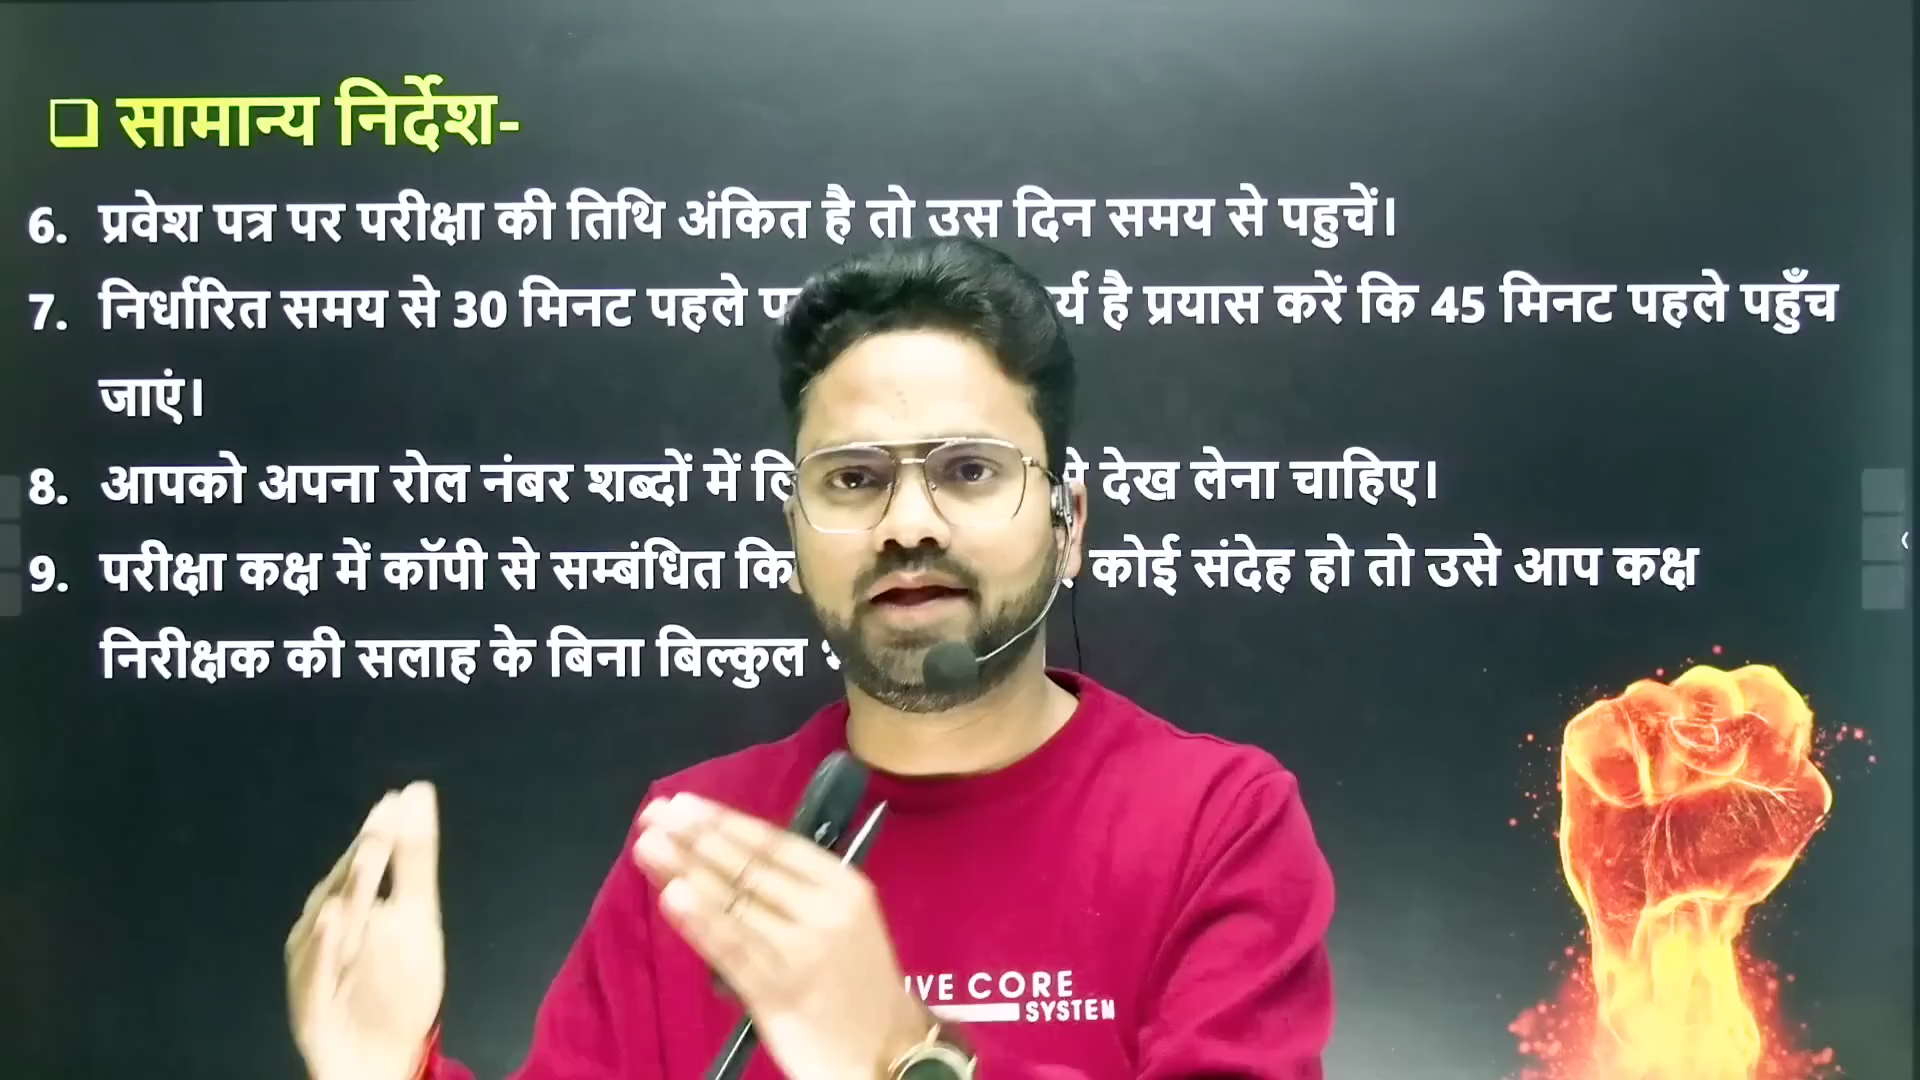 ❑ सामान्य निर्देश-
6. प्रवेश पत्र पर परीक्षा की तिथि अंकित है तो उस दिन समय से पहुचें।
7. निर्धारित समय से 30 मिनट पहले है प्रयास करें कि 45 मिनट पहले पहुँच
जाएं।
8. आपको अपना रोल नंबर शब्दों में देख लेना चाहिए।
9. परीक्षा कक्ष में कॉपी से सम्बंधित कोई संदेह हो तो उसे आप कक्ष
निरीक्षक की सलाह के बिना बिल्कुल
CORE
SYSTEM